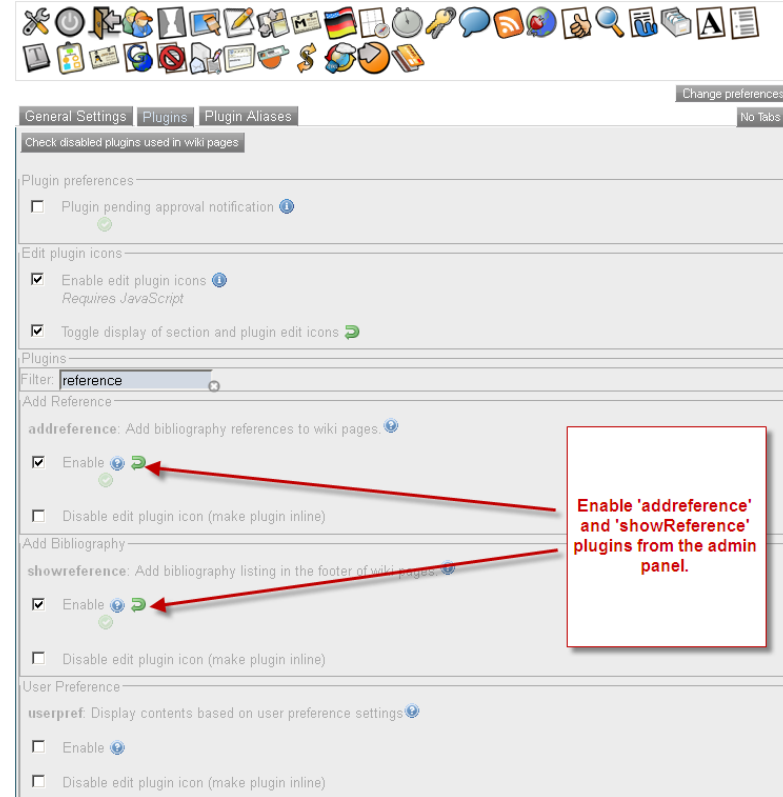 Change preferences
General Settings Plugins Plugin Aliases
No Tabs
Check disabled plugins used in wiki pages
Plugin preferences
Plugin pending approval notification
Edit plugin icons
Enable edit plugin icons
Requires JavaScript
Toggle display of section and plugin edit icons
Plugins
Filter: reference
Add Reference
addreference: Add bibliography references to wiki pages.
Enable
Disable edit plugin icon (make plugin inline)
Add Bibliography
showreference: Add bibliography listing in the footer of wiki pages.
Enable
Disable edit plugin icon (make plugin inline)
User Preference
userpref: Display contents based on user preference settings
Enable
Disable edit plugin icon (make plugin inline)
Enable 'addreference'
and 'showReference'
plugins from the admin
panel.